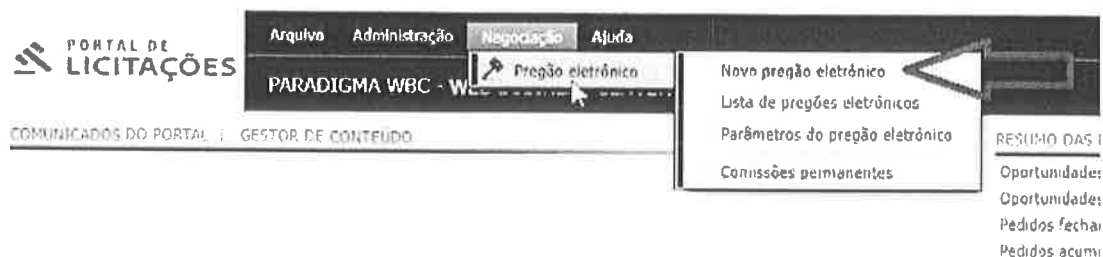 PORTAL DE
LICITAÇÕES
Arquivo Administração Negociação Ajuda
Pregão eletrônico
PARADIGMA WBC -
Novo pregão eletrônico
Lista de pregões eletrônicos
Parâmetros do pregão eletrônico
Comissões permanentes
COMUNICADOS DO PORTAL | GESTOR DE CONTEÚDO
RESUMO DAS
Oportunidades
Oportunidades
Pedidos fecha
Pedidos acum